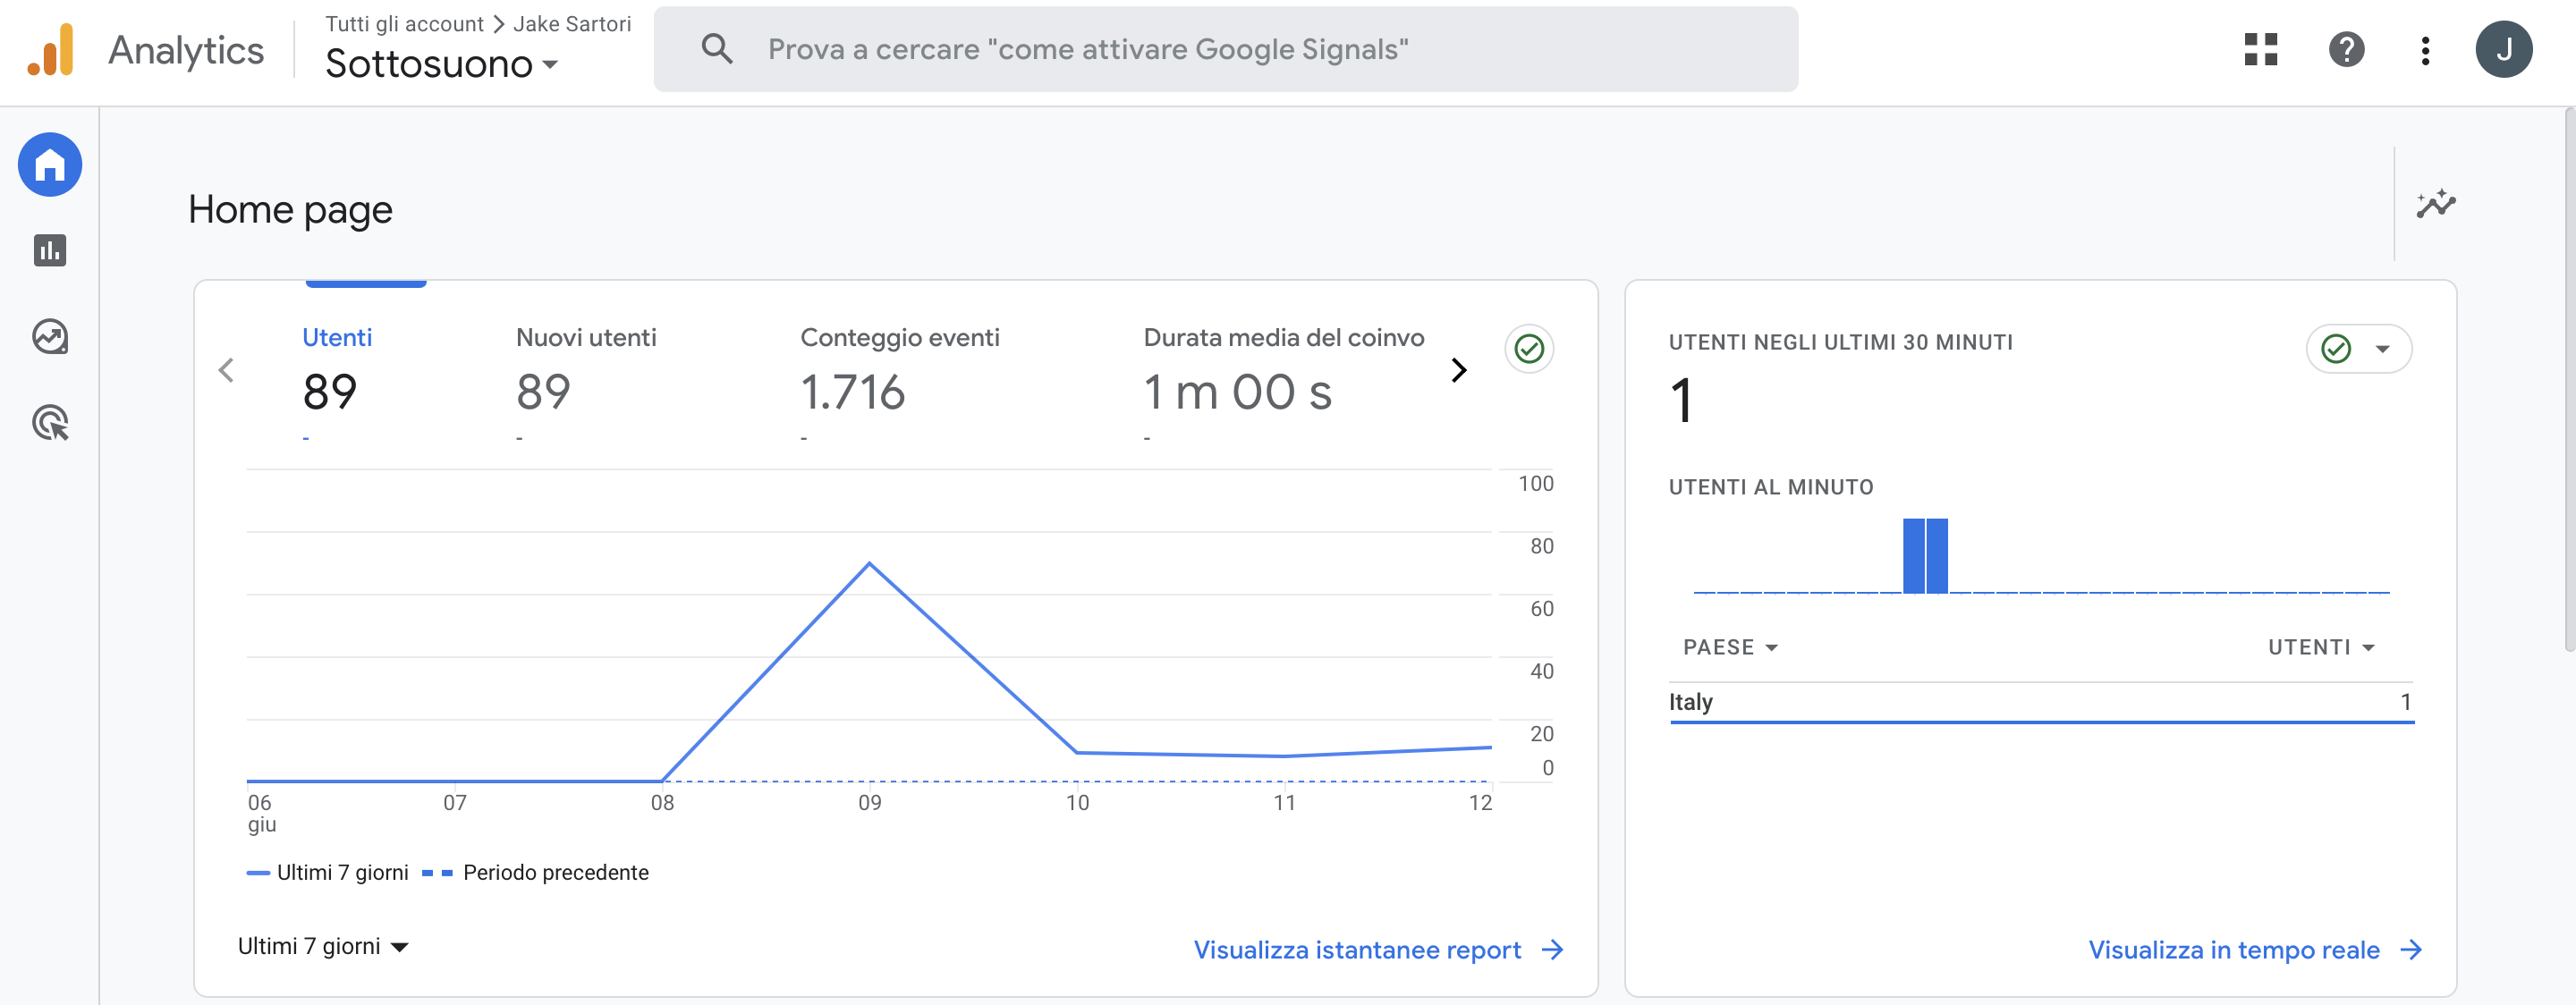 Analytics
Tutti gli account > Jake Sartori
Sottosuono
Prova a cercare "come attivare Google Signals"
J
Home page
Utenti
89
-
Nuovi utenti
89
-
Conteggio eventi
1.716
-
Durata media del coinvo
1 m 00 s
-
100
80
60
40
20
0
06
giu
07
08
09
10
11
12
Ultimi 7 giorni
Periodo precedente
Ultimi 7 giorni
Visualizza istantanee report
UTENTI NEGLI ULTIMI 30 MINUTI
1
UTENTI AL MINUTO
PAESE
UTENTI
Italy
1
Visualizza in tempo reale